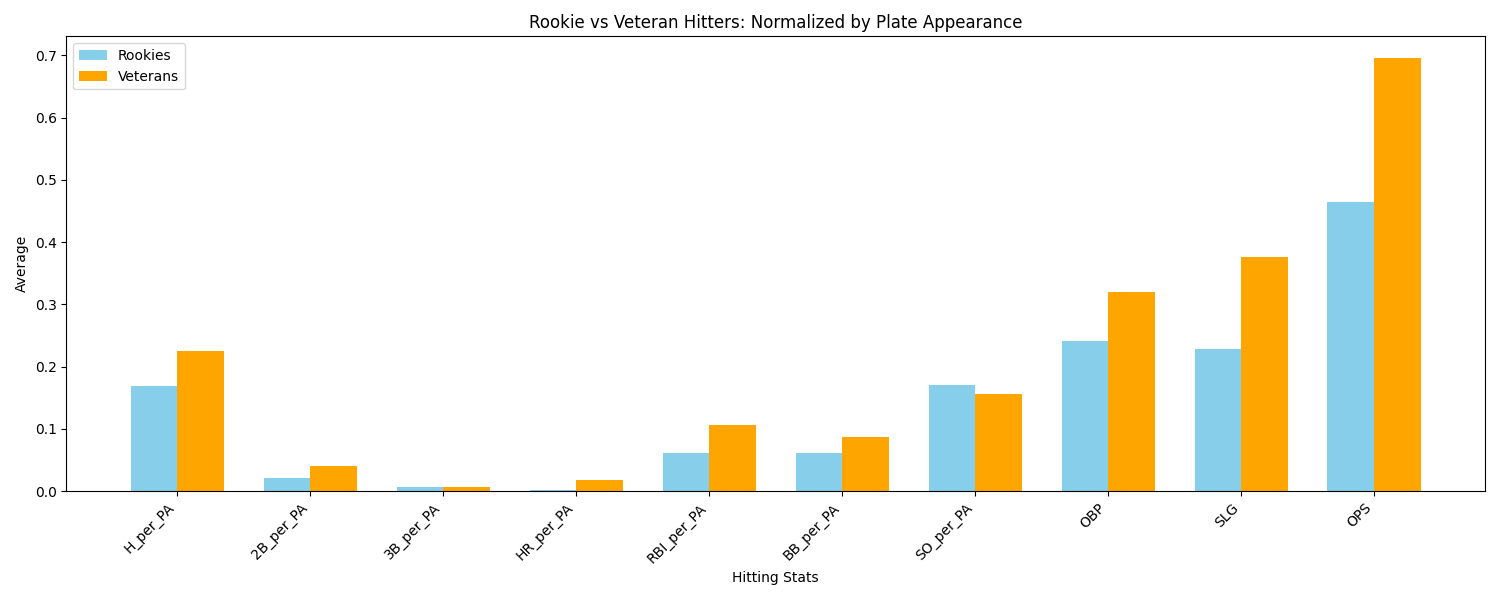 Rookie vs Veteran Hitters: Normalized by Plate Appearance
Rookies
Veterans
Average
0.7
0.6
0.5
0.4
0.3
0.2
0.1
0.0
H_per_PA
2B_per_PA
3B_per_PA
HR_per_PA
RBI_per_PA
BB_per_PA
SO_per_PA
OBP
SLG
OPS
Hitting Stats